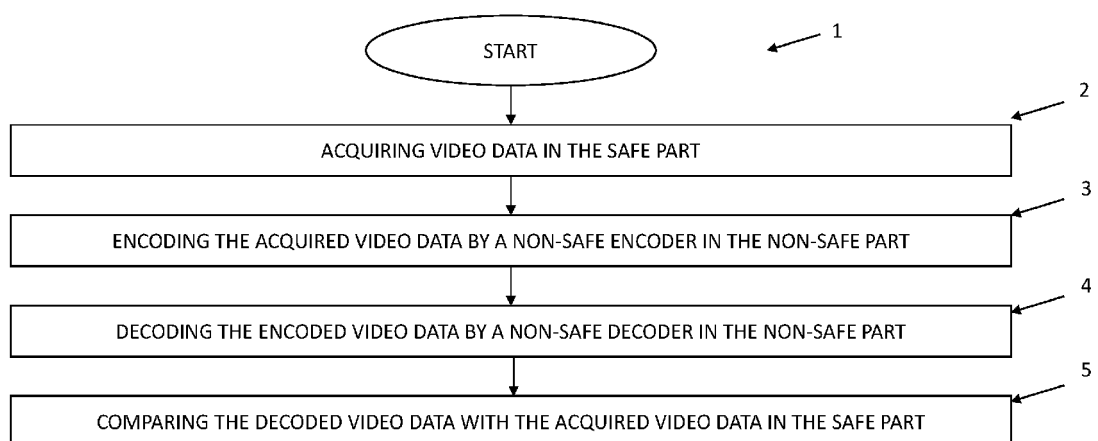 START
1
2
ACQUIRING VIDEO DATA IN THE SAFE PART
3
ENCODING THE ACQUIRED VIDEO DATA BY A NON-SAFE ENCODER IN THE NON-SAFE PART
4
DECODING THE ENCODED VIDEO DATA BY A NON-SAFE DECODER IN THE NON-SAFE PART
5
COMPARING THE DECODED VIDEO DATA WITH THE ACQUIRED VIDEO DATA IN THE SAFE PART